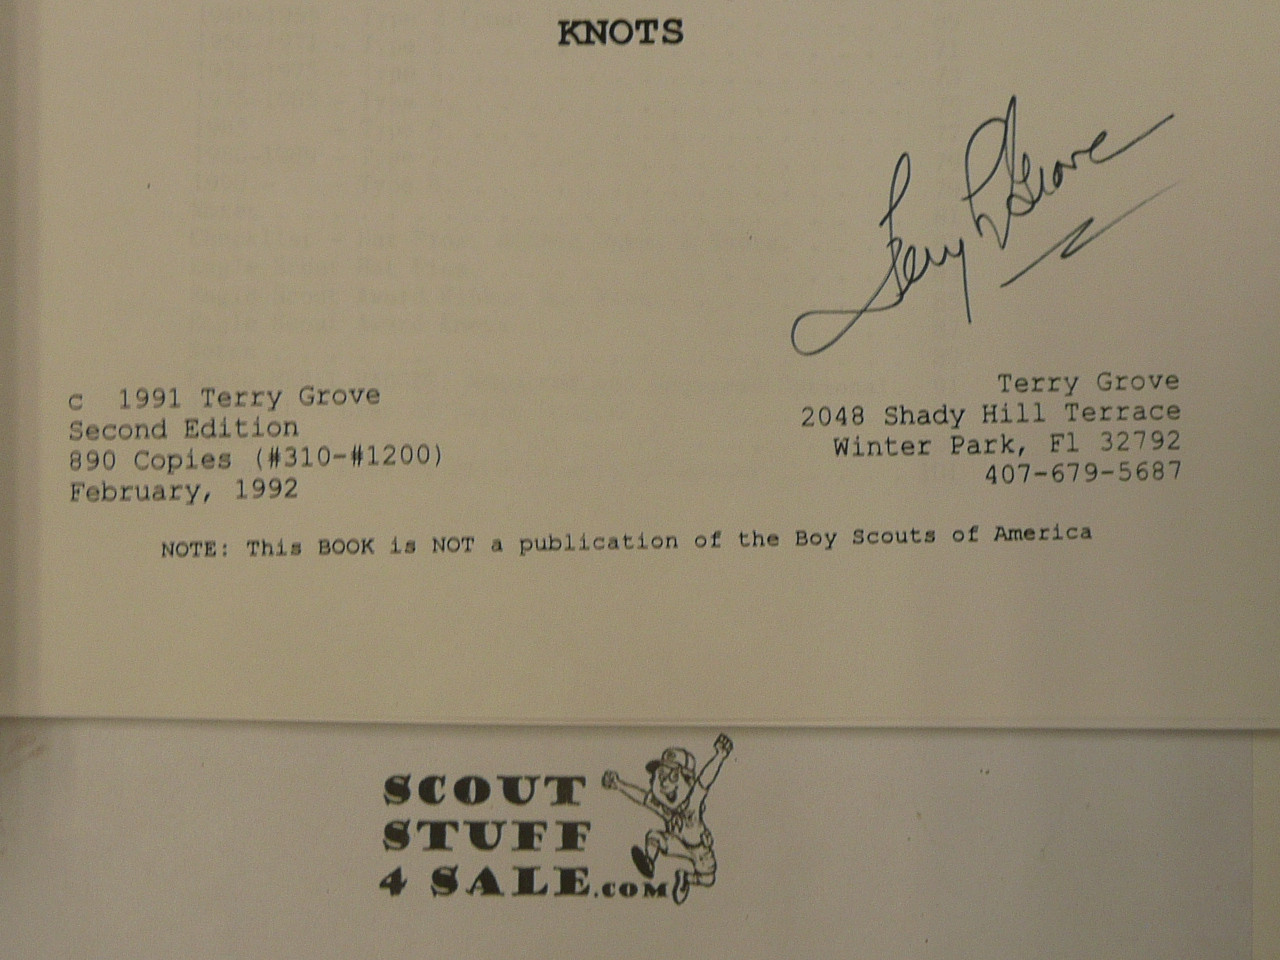 KNOTS
Terry L Grove
c 1991 Terry Grove
Second Edition
890 Copies (#310-#1200)
February, 1992
Terry Grove
2048 Shady Hill Terrace
Winter Park, Fl 32792
407-679-5687
NOTE: This BOOK is NOT a publication of the Boy Scouts of America
SCOUT
STUFF
4 SALE.COM